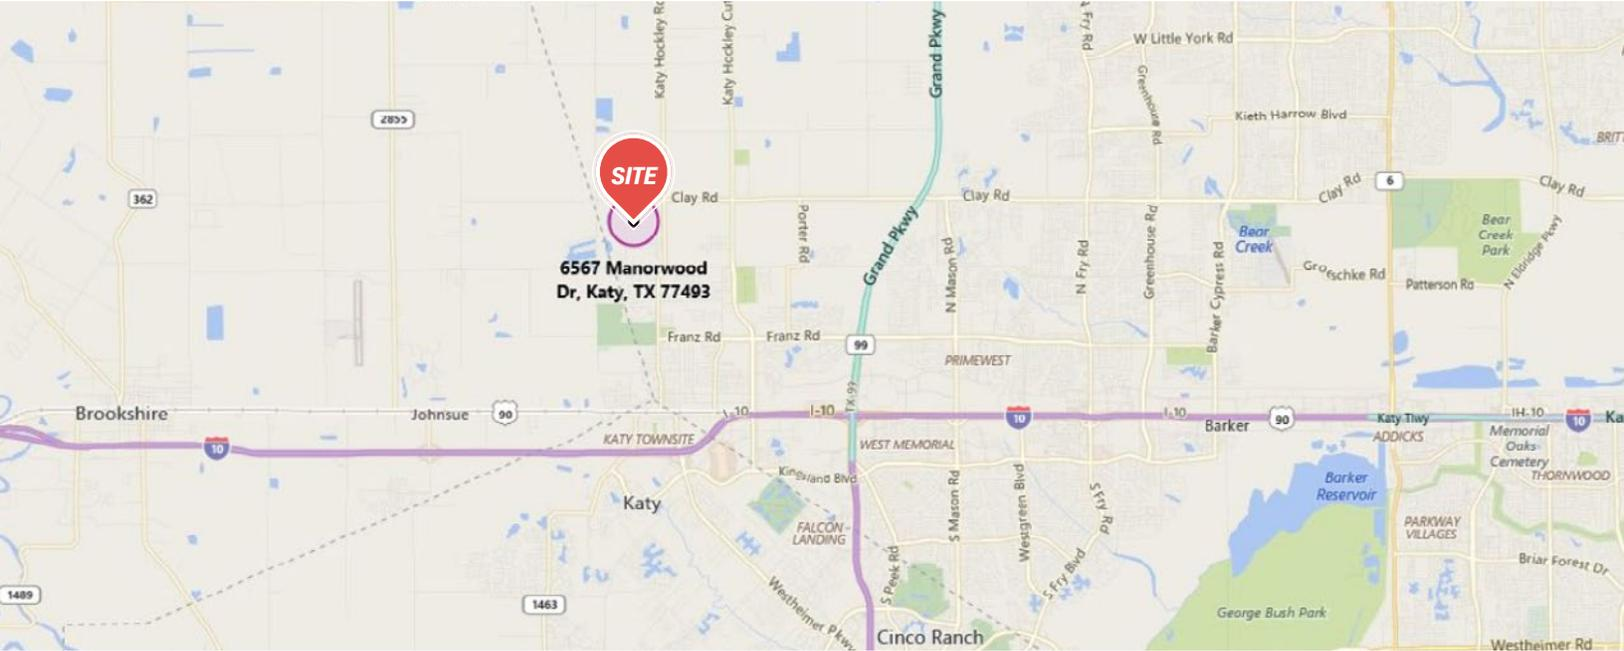 Katy Hockley Rd
Katy Hockley Cu
Grand Pkwy
N Fry Rd
W Little York Rd
Greenhouse Rd
Kieth Harrow Blvd
BRIT
2855
362
SITE
Clay Rd
Clay Rd
Clay Rd
6
Clay Rd
Porter Rd
Grand Pkwy
N Mason Rd
N Fry Rd
Greenhouse Rd
Barker Cypress Rd
Bear
Creek
Bear
Creek
Park
N Eldridge Pkwy
6567 Manorwood
Dr, Katy, TX 77493
Groeschke Rd
Patterson Rd
Franz Rd
Franz Rd
99
PRIMEWEST
TX-99
Brookshire
Johnsue
90
I-10
I-10
10
I-10
Barker
90
Katy Tlwy
IH-10
10
Ka
10
KATY TOWNSITE
WEST MEMORIAL
ADDICKS
Memorial
Oaks
Cemetery
THORNWOOD
Kingsland Blvd
Katy
S Mason Rd
Westgreen Blvd
S Fry Rd
Barker
Reservoir
FALCON
LANDING
PARKWAY
VILLAGES
S Peek Rd
S Fry Blvd
Briar Forest Dr
1489
1463
Westheimer Pkwy
George Bush Park
Cinco Ranch
Westheimer Rd